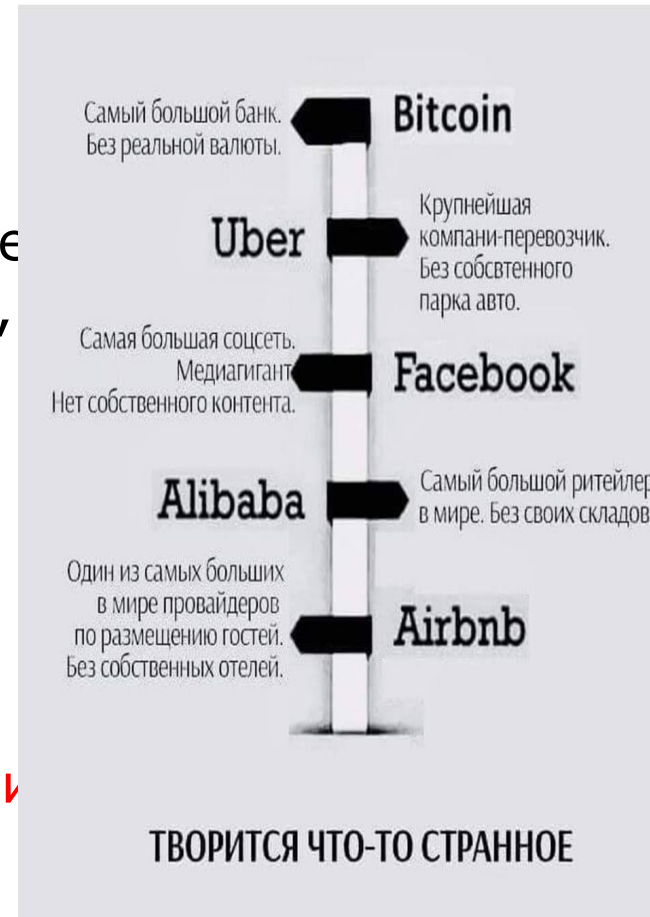 Самый большой банк.
Без реальной валюты.
Bitcoin
Uber
Крупнейшая
компани-перевозчик.
Без собсвтенного
парка авто.
Самая большая соцсеть.
Медиагигант
Нет собственного контента.
Facebook
Alibaba
Самый большой ритейлер
в мире. Без своих складов
Один из самых больших
в мире провайдеров
по размещению гостей.
Без собственных отелей.
Airbnb
ТВОРИТСЯ ЧТО-ТО СТРАННОЕ